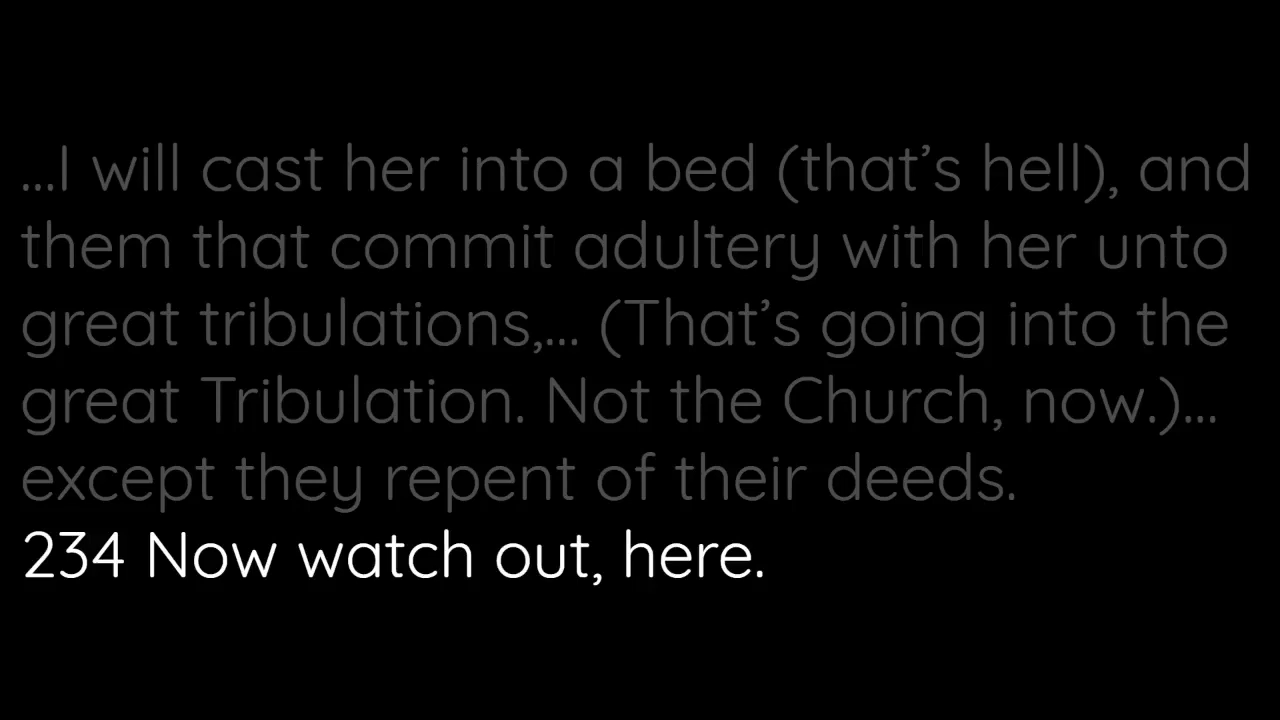 ...I will cast her into a bed (that’s hell), and
them that commit adultery with her unto
great tribulations,... (That’s going into the
great Tribulation. Not the Church, now.)...
except they repent of their deeds.
234 Now watch out, here.